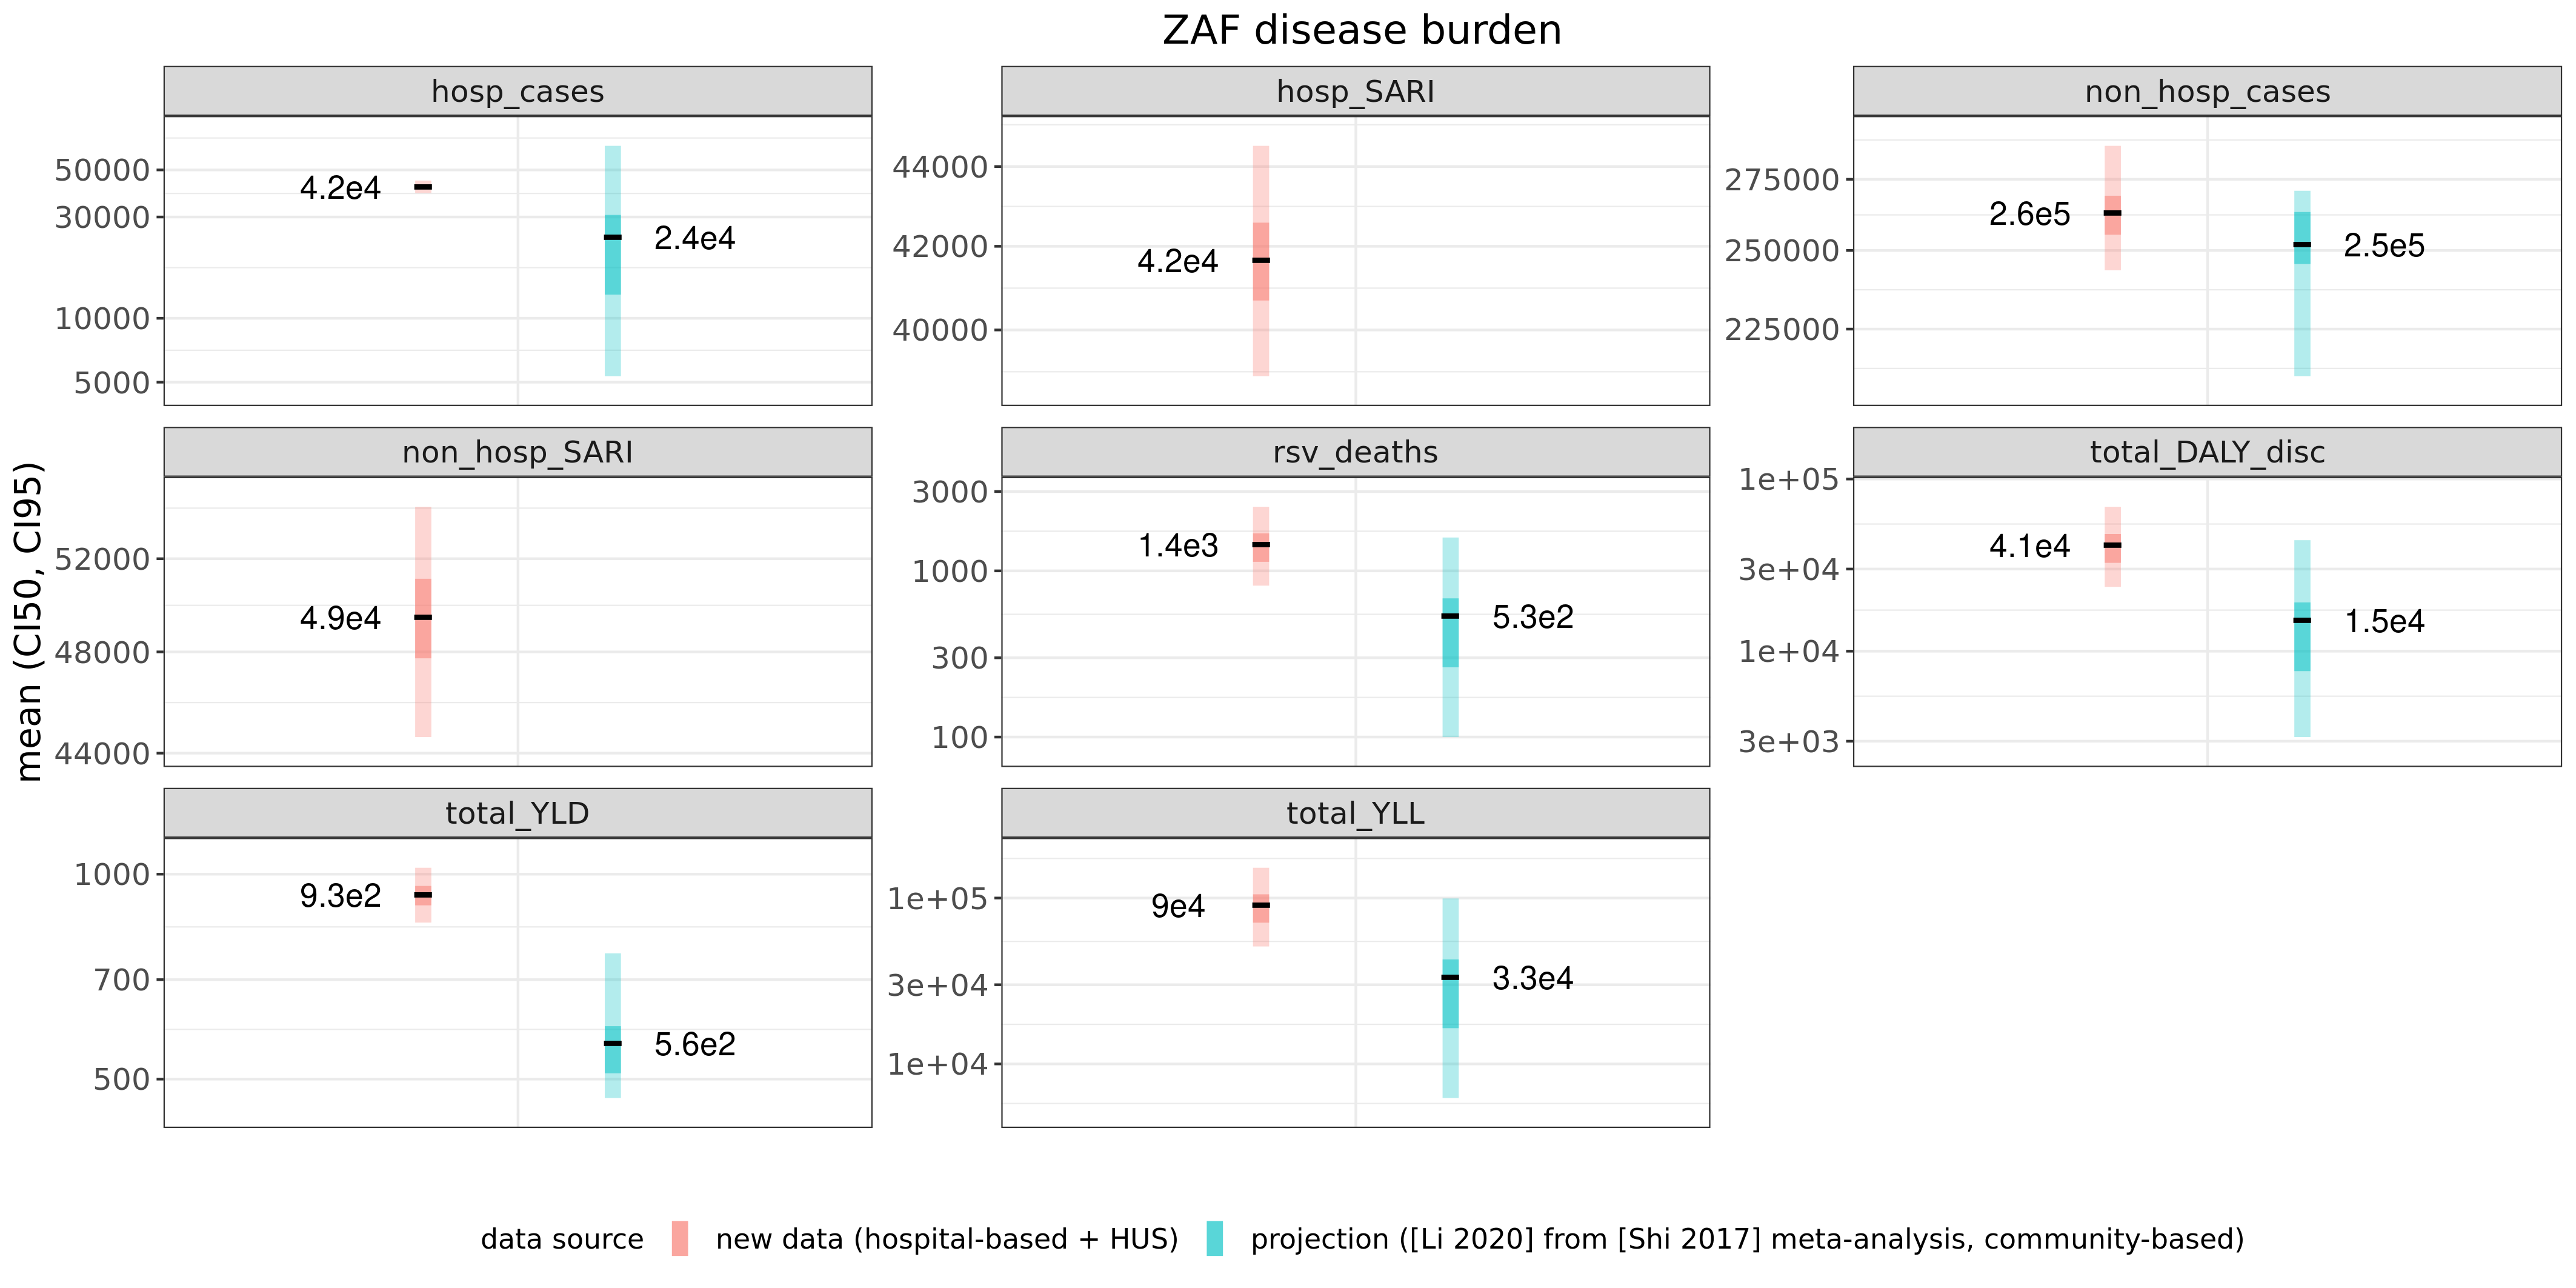 ZAF disease burden
hosp_cases
hosp_SARI
non_hosp_cases
50000
30000
10000
5000
4.2e4
2.4e4
44000
42000
40000
4.2e4
275000
250000
225000
2.6e5
2.5e5
mean (CI50, CI95)
non_hosp_SARI
rsv_deaths
total_DALY_disc
52000
48000
44000
4.9e4
3000
1000
300
100
1.4e3
5.3e2
1e+05
3e+04
1e+04
3e+03
4.1e4
1.5e4
total_YLD
total_YLL
1000
700
500
9.3e2
5.6e2
1e+05
3e+04
1e+04
9e4
3.3e4
data source new data (hospital-based + HUS) projection ([Li 2020] from [Shi 2017] meta-analysis, community-based)